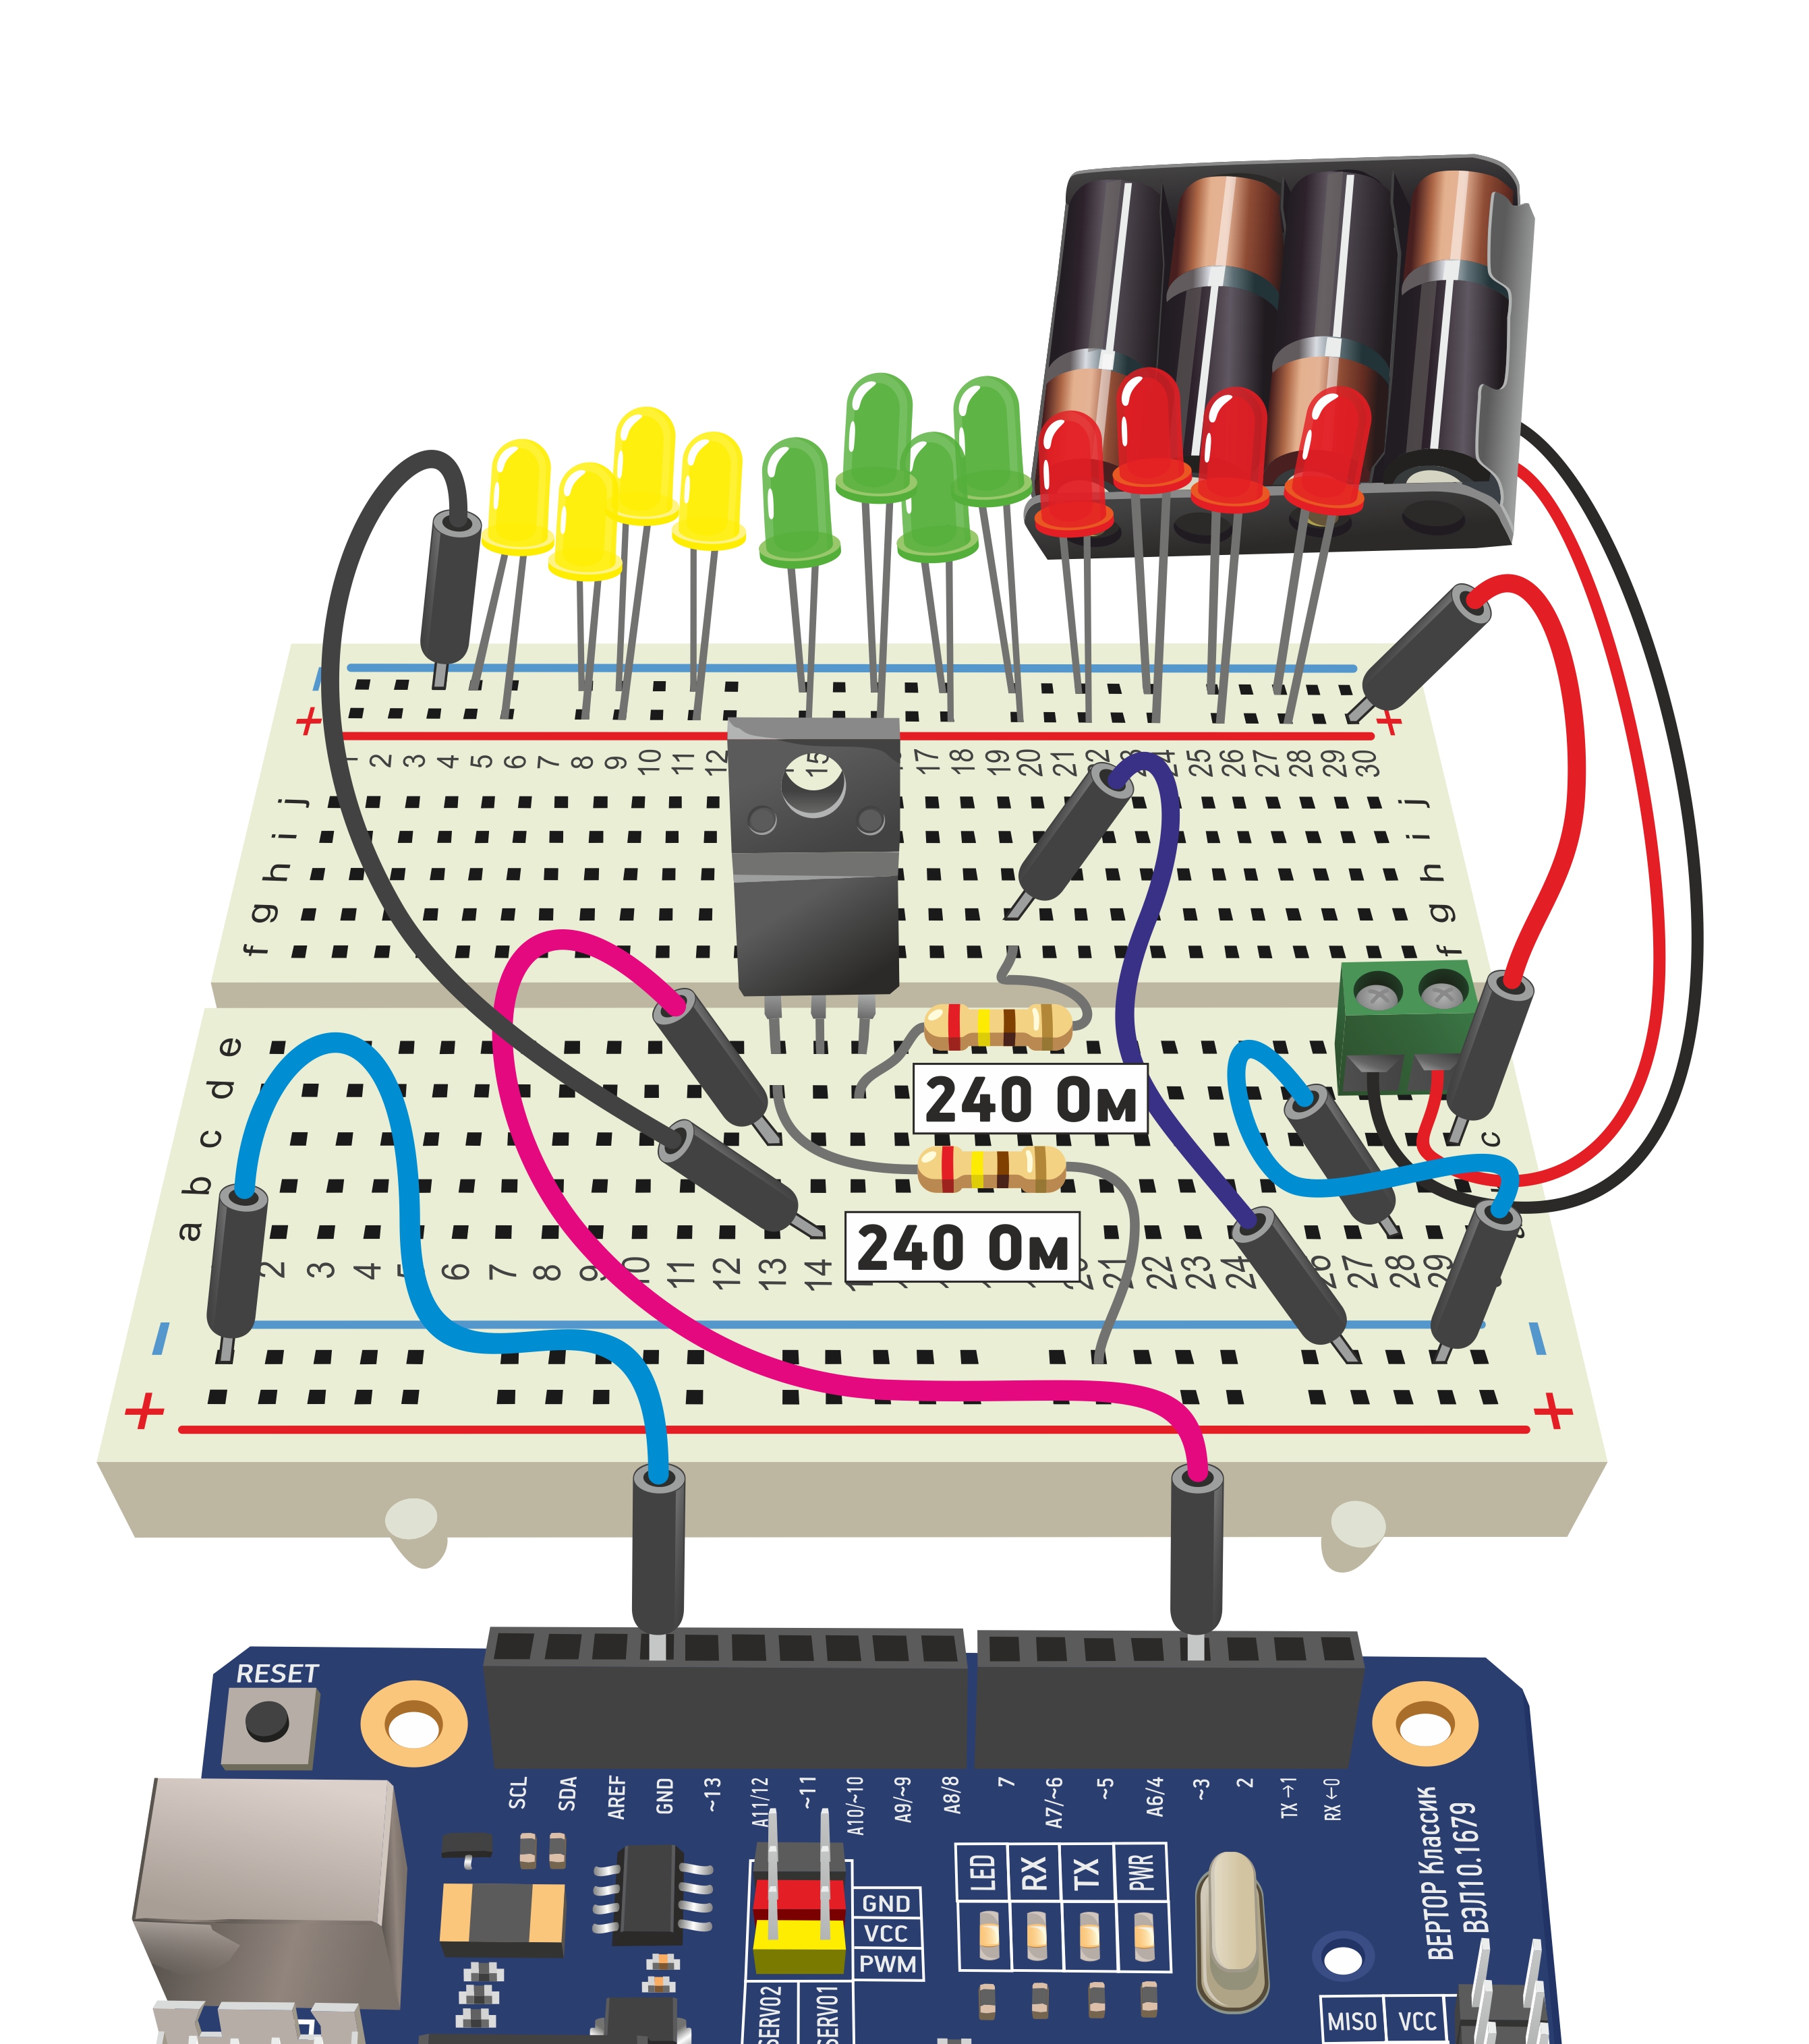 − +
1 2 3 4 5 6 7 8 9 10 11 12 15 17 18 19 20 21 22 24 25 26 27 28 29 30
+
j j
i i
h h
g g
f f
e
d
240 Ом
c c
b
a
240 Ом
2 3 4 5 6 7 8 9 10 11 12 13 14 21 22 23 24 26 27 28 29
− −
+ +
RESET
SCL
SDA
AREF
GND
~13
A11/12
~11
A10/~10
A9/~9
A8/8
7
A7/~6
~5
A6/4
~3
2
TX→1
RX←0
ВЕРТОР Классик
ВЭЛ10.1679
LED
RX
TX
PWR
GND
VCC
PWM
SERVO2
SERVO1
MISO
VCC